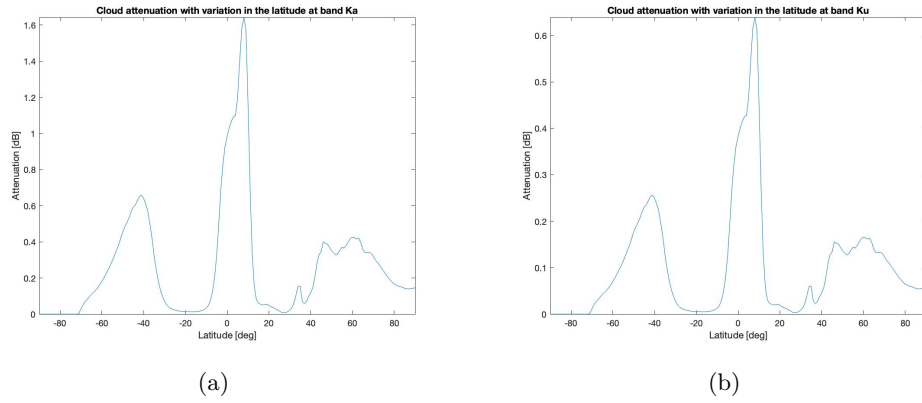 Cloud attenuation with variation in the latitude at band Ka
1.6
1.4
1.2
1
0.8
0.6
0.4
0.2
0
Attenuation [dB]
-80 -60 -40 -20 0 20 40 60 80
Latitude [deg]
(a)
Cloud attenuation with variation in the latitude at band Ku
0.6
0.5
0.4
0.3
0.2
0.1
0
Attenuation [dB]
-80 -60 -40 -20 0 20 40 60 80
Latitude [deg]
(b)